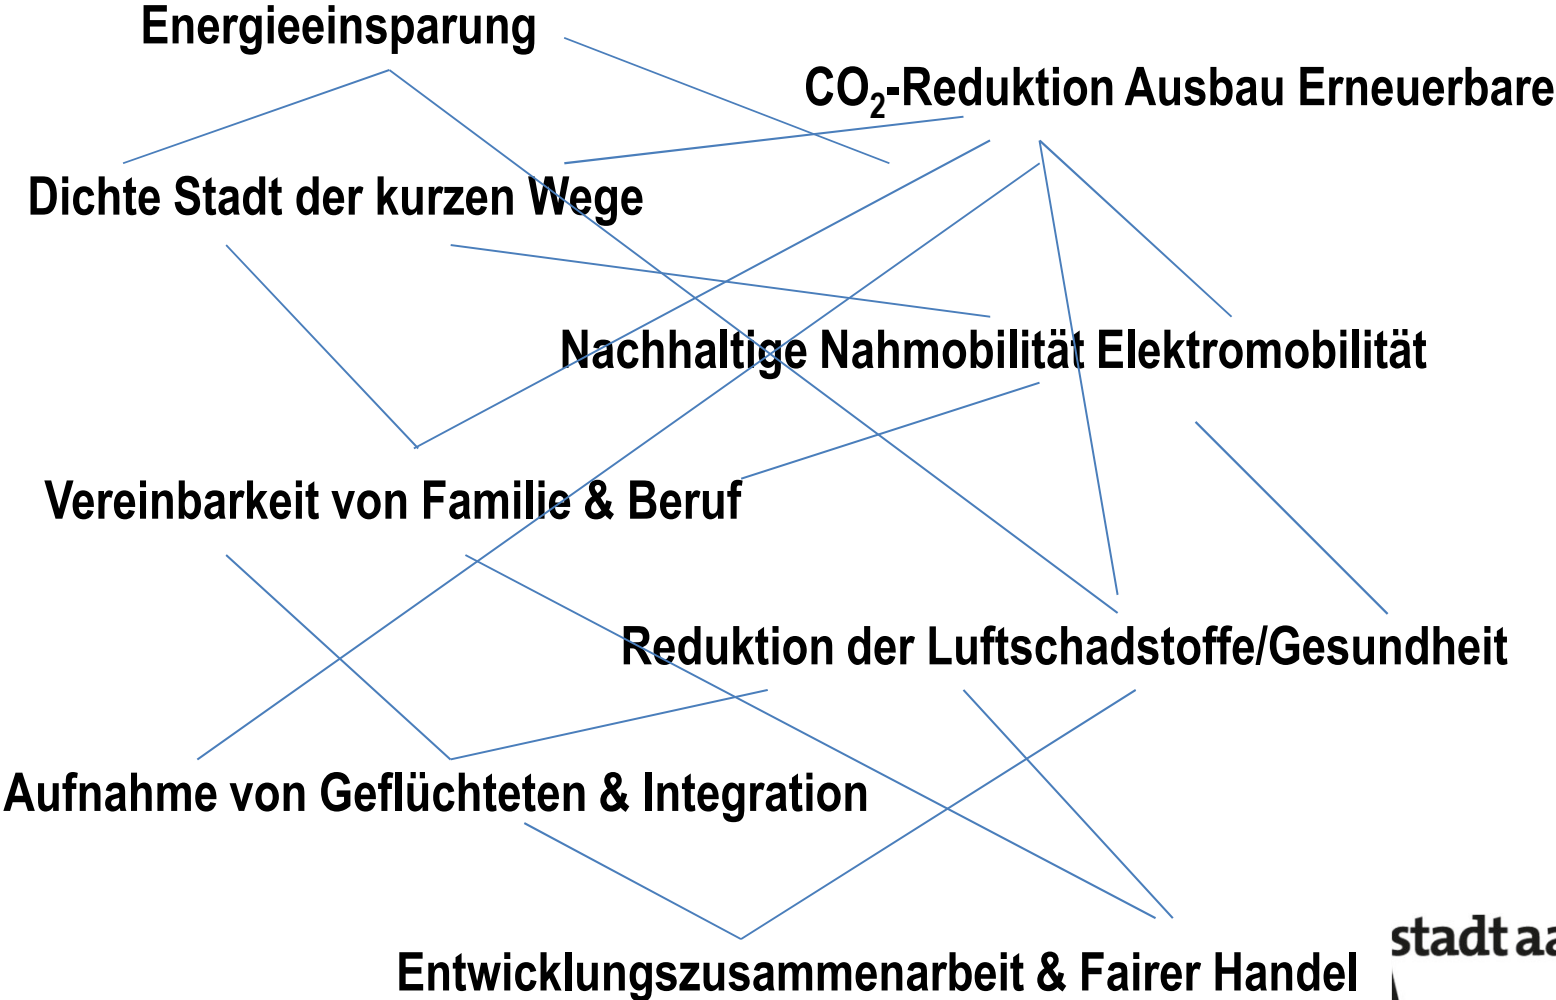 Energieeinsparung
CO₂-Reduktion Ausbau Erneuerbare
Dichte Stadt der kurzen Wege
Nachhaltige Nahmobilität Elektromobilität
Vereinbarkeit von Familie & Beruf
Reduktion der Luftschadstoffe/Gesundheit
Aufnahme von Geflüchteten & Integration
Entwicklungszusammenarbeit & Fairer Handel
stadt aa